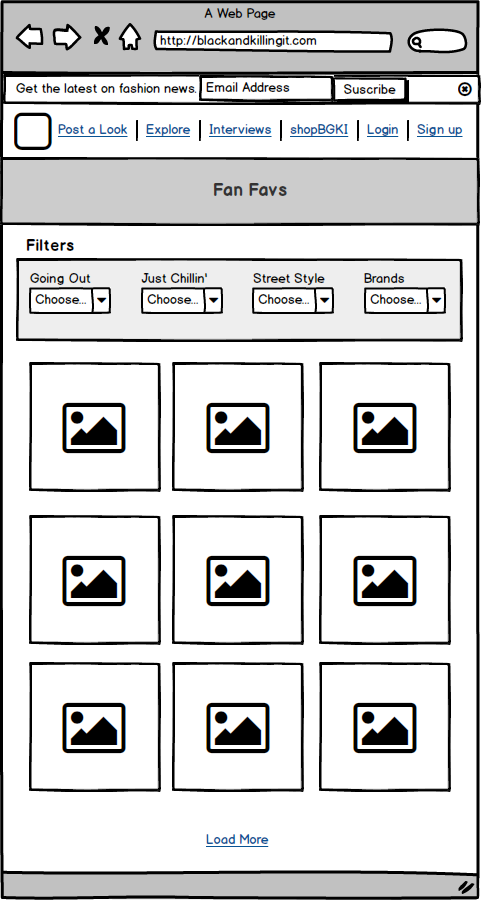 A Web Page
http://blackandkillingit.com
Get the latest on fashion news. Email Address Suscribe
Post a Look Explore Interviews shopBGKI Login Sign up
Fan Favs
Filters
Going Out Just Chillin' Street Style Brands
Choose... Choose... Choose... Choose...
Load More